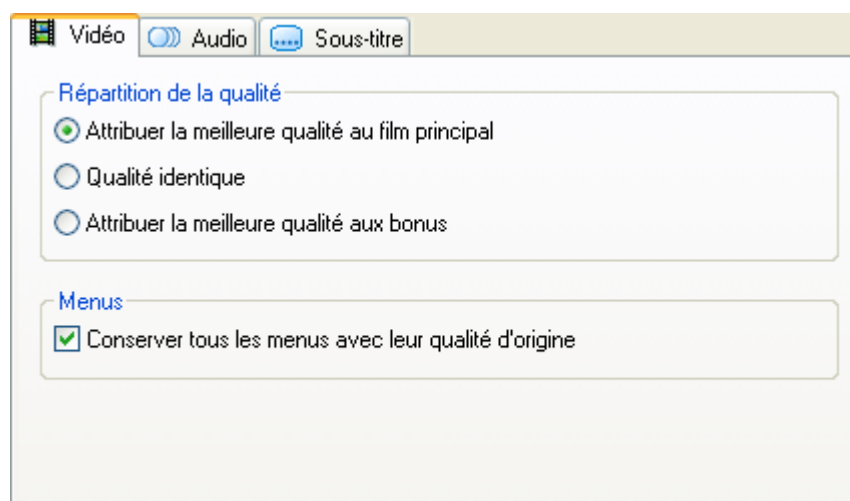 Vidéo Audio Sous-titre
Répartition de la qualité
Attribuer la meilleure qualité au film principal
Qualité identique
Attribuer la meilleure qualité aux bonus
Menus
Conserver tous les menus avec leur qualité d'origine